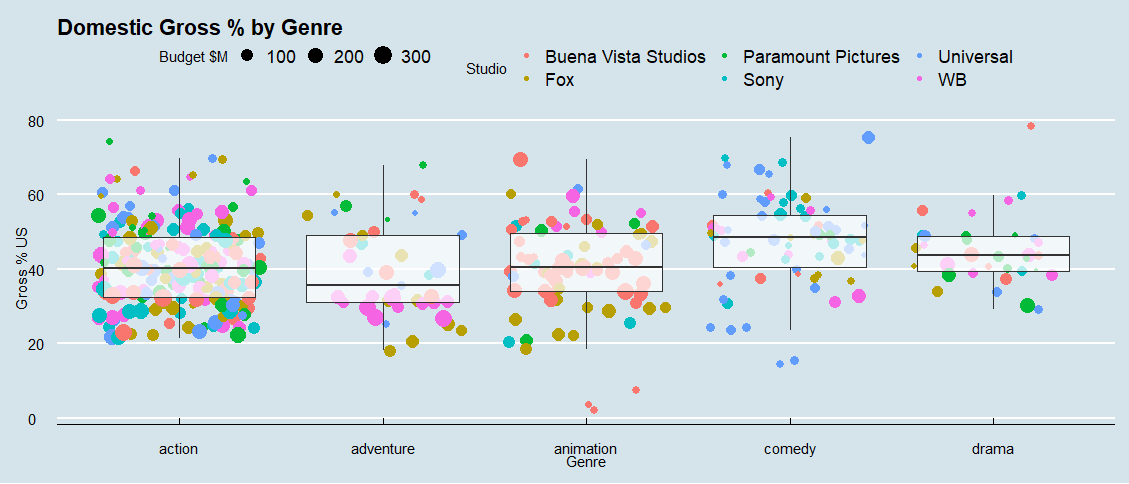 Domestic Gross % by Genre
Budget $M 100 200 300
Studio Buena Vista Studios Paramount Pictures Universal
Fox Sony WB
Gross % US
80
60
40
20
0
action adventure animation comedy drama
Genre